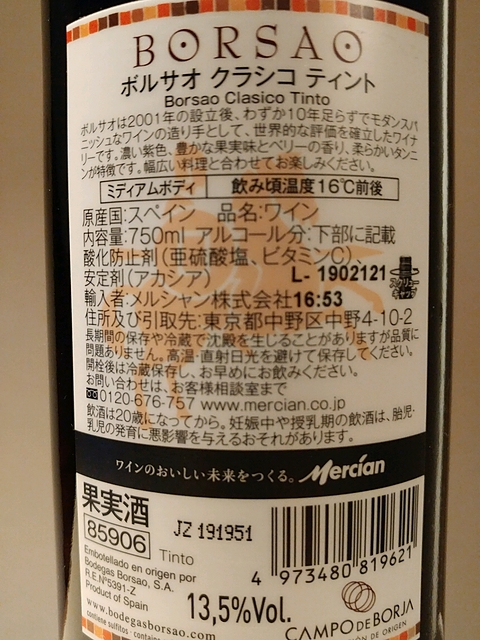 BORSAO
ボルサオ クラシコ ティント
Borsao Clasico Tinto
ボルサオは2001年の設立後、わずか10年足らずでモダンスパ
ニッシュなワインの造り手として、世界的な評価を確立したワイナ
リーです。濃い紫色、豊かな果実味とベリーの香り、柔らかいタンニ
ンが特徴です。幅広い料理と合わせてお楽しみください。
ミディアムボディ 飲み頃温度16℃前後
原産国:スペイン 品名:ワイン
内容量:750ml アルコール分:下部に記載
酸化防止剤(亜硫酸塩、ビタミンC)、
安定剤(アカシア) L- 1902121
スクリュー
キャップ
輸入者:メルシャン株式会社16:53
住所及び引取先:東京都中野区中野4-10-2
長期間の保存や冷蔵で沈殿を生じることがありますが品質に
問題ありません。高温・直射日光を避けて保存してください。
開栓後は冷蔵保存し、お早めにお飲みください。
お問い合わせは、お客様相談室まで
0120-676-757 www.mercian.co.jp
飲酒は20歳になってから。妊娠中や授乳期の飲酒は、胎児・
乳児の発育に悪影響を与えるおそれがあります。
ワインのおいしい未来をつくる。 Mercian
果実酒
85906
JZ 191951
Tinto
Embotellado en origen por
Bodegas Borsao, S.A.
R.E.Nº5391-Z
Product of Spain
www.bodegasborsao.com
contiene sulfitos
13,5%Vol.
4 973480 819621
CAMPO DE BORJA
DE ORIGEN